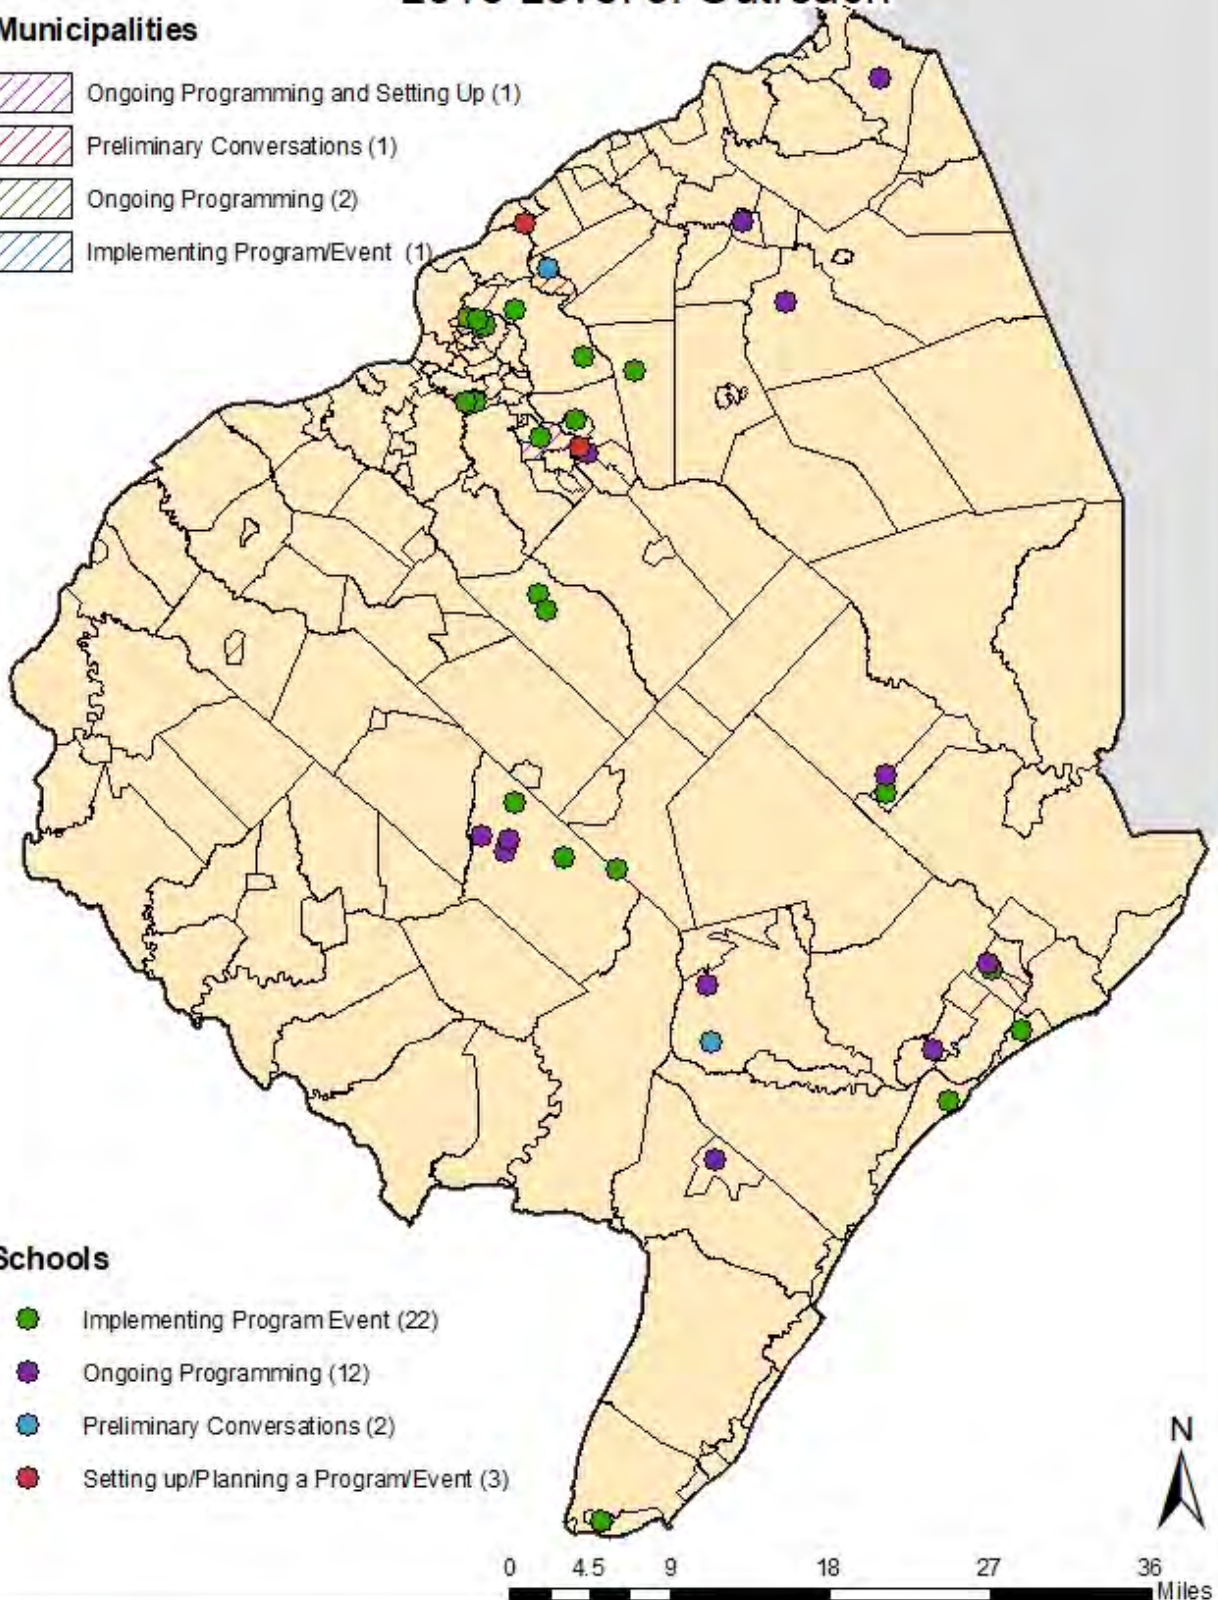 Municipalities
Ongoing Programming and Setting Up (1)
Preliminary Conversations (1)
Ongoing Programming (2)
Implementing Program/Event (1)
Schools
Implementing Program Event (22)
Ongoing Programming (12)
Preliminary Conversations (2)
Setting up/Planning a Program/Event (3)
N
0 4.5 9 18 27 36
Miles